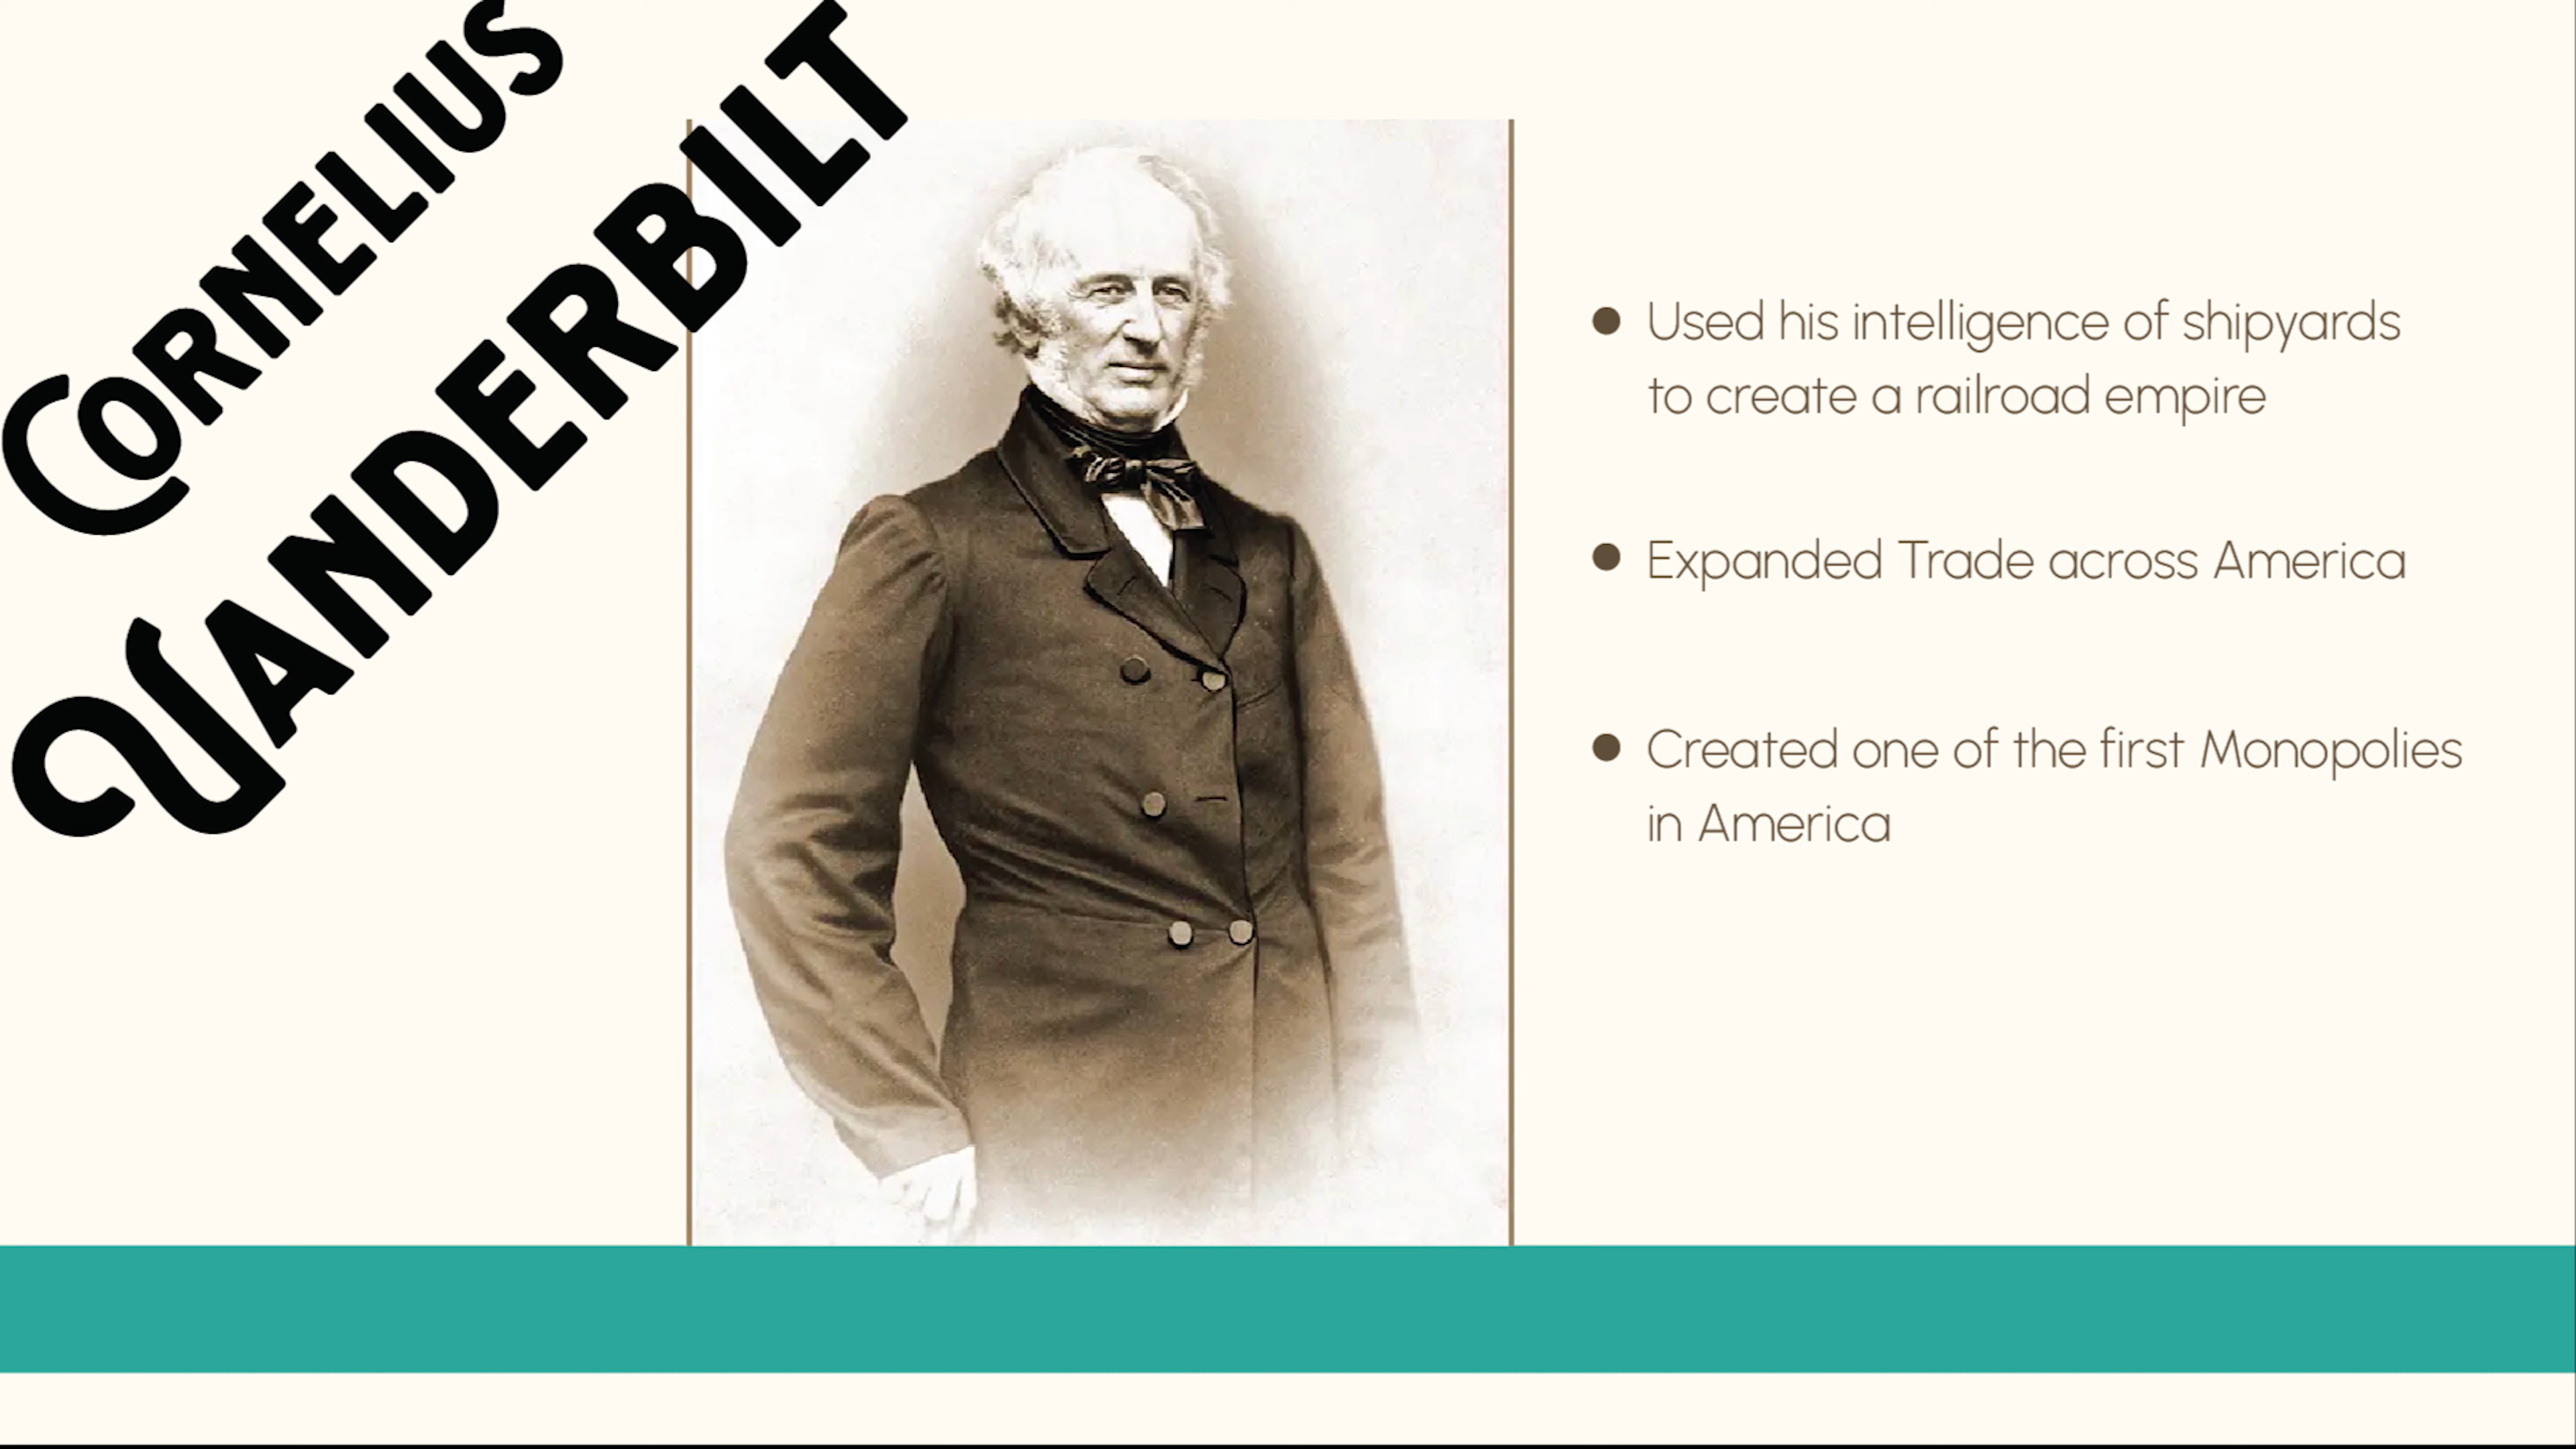 CORNELIUS
VANDERBILT
● Used his intelligence of shipyards
to create a railroad empire
● Expanded Trade across America
● Created one of the first Monopolies
in America